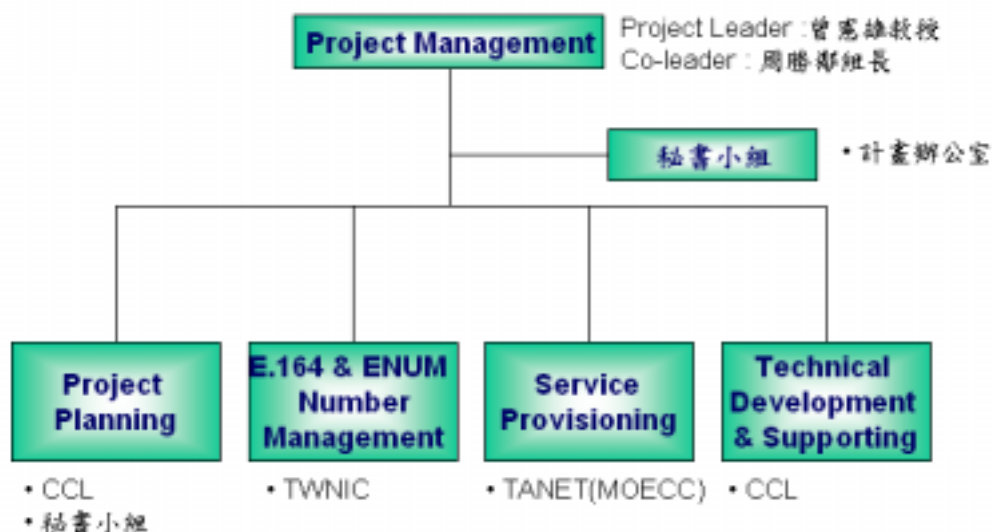 Project Management
Project Leader :曾憲雄教授
Co-leader : 周勝鄰組長
秘書小組
• 計畫辦公室
Project
Planning
E.164 & ENUM
Number
Management
Service
Provisioning
Technical
Development
& Supporting
• CCL
• 秘書小組
• TWNIC
• TANET(MOECC)
• CCL